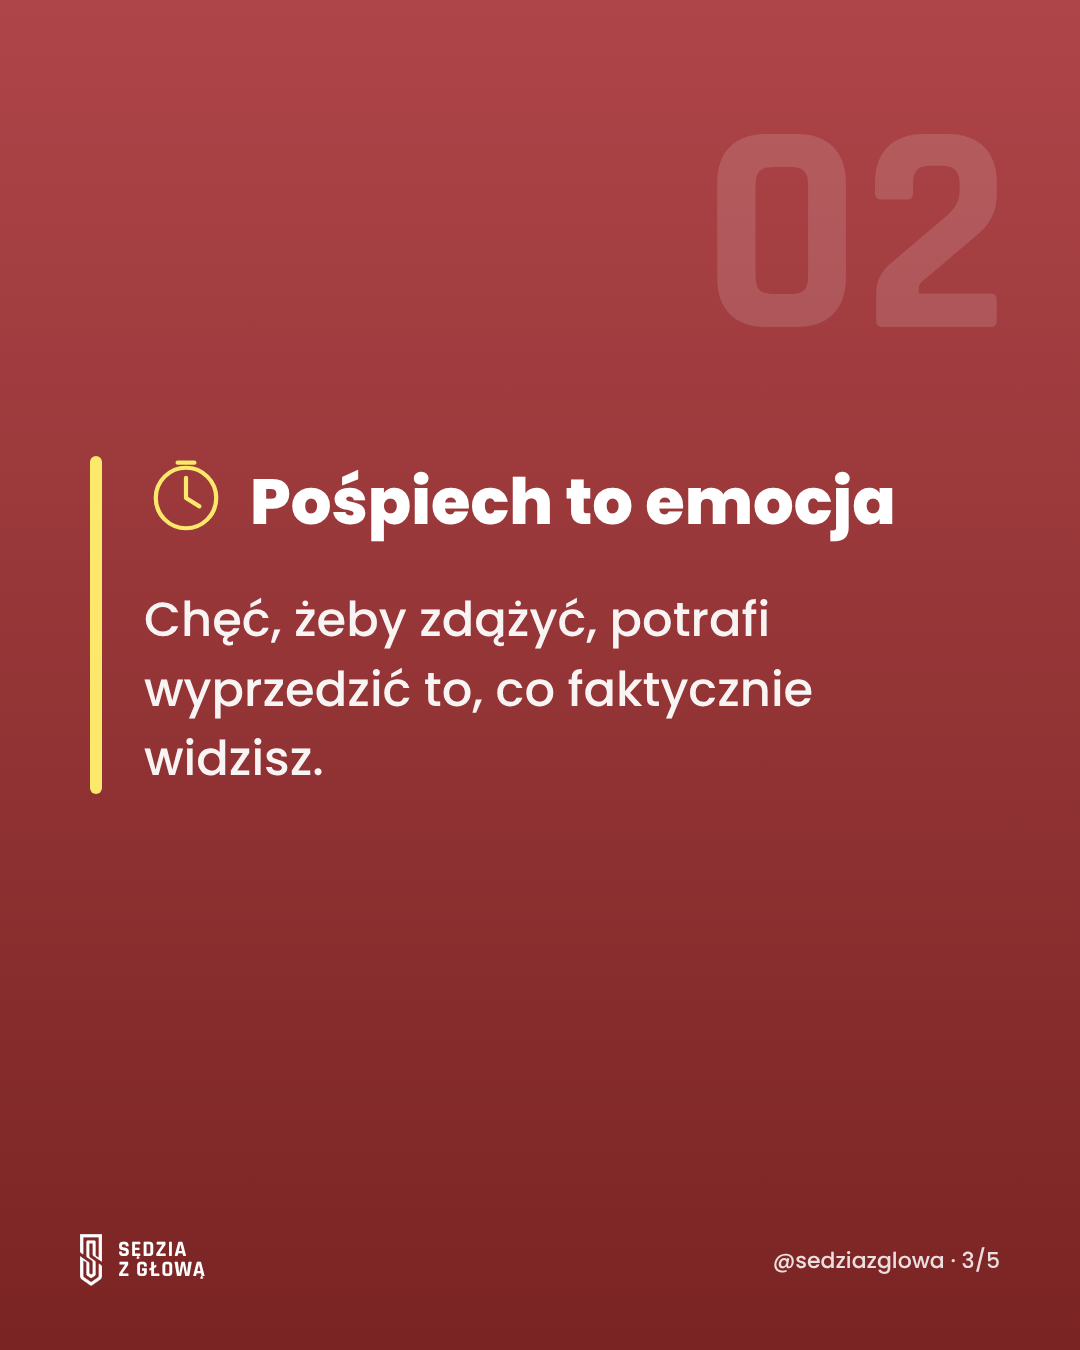 02
Pośpiech to emocja
Chęć, żeby zdążyć, potrafi
wyprzedzić to, co faktycznie
widzisz.
SĘDZIA
Z GŁOWĄ
@sedziazglowa · 3/5